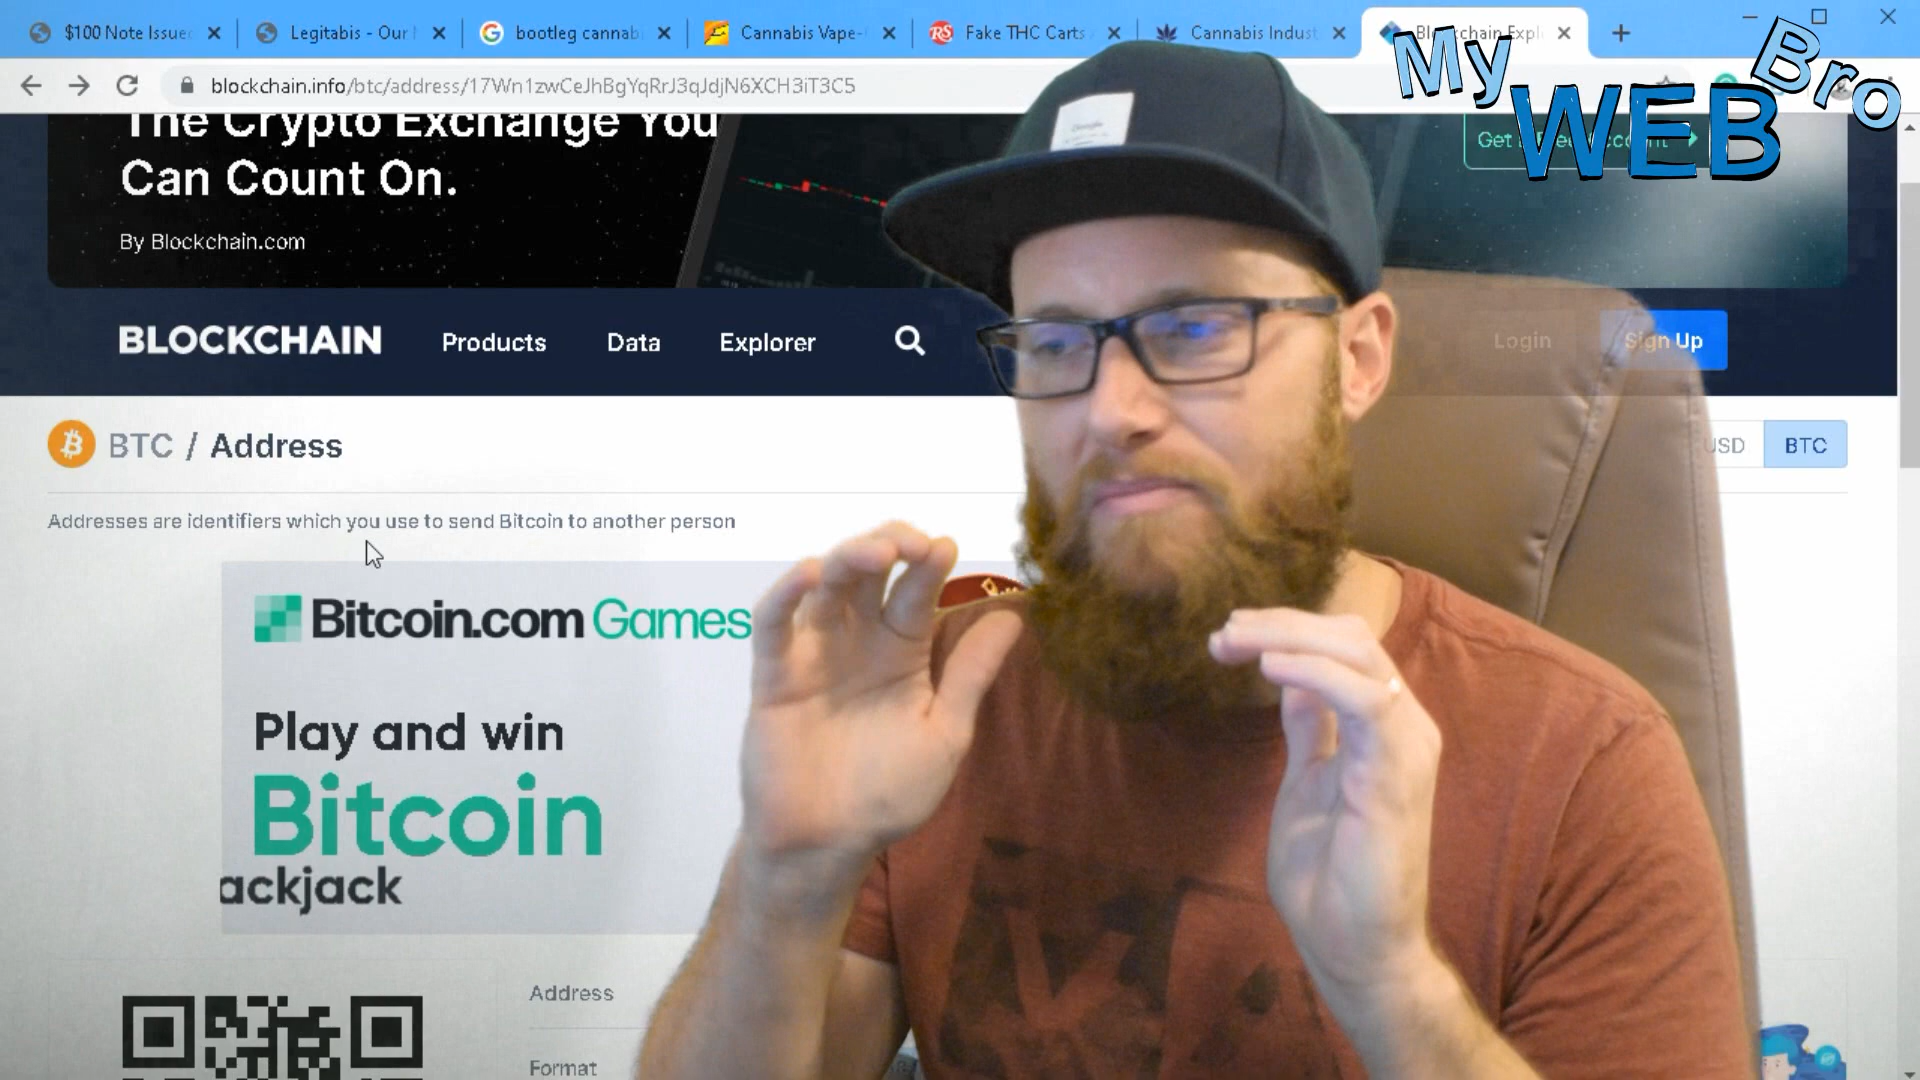 $100 Note Issue
Legitabis - Our
bootleg cannab
Cannabis Vape-
Fake THC Carts
Cannabis Indust
Blockchain Expl
blockchain.info/btc/address/17Wn1zwCeJhBgYqRrJ3qJdjN6XCH3iT3C5
My
WEB
Bro
The Crypto Exchange You
Can Count On.
By Blockchain.com
Get
BLOCKCHAIN
Products
Data
Explorer
Login
Sign Up
BTC / Address
USD
BTC
Addresses are identifiers which you use to send Bitcoin to another person
Bitcoin.com Games
Play and win
Bitcoin
ackjack
Address
Format